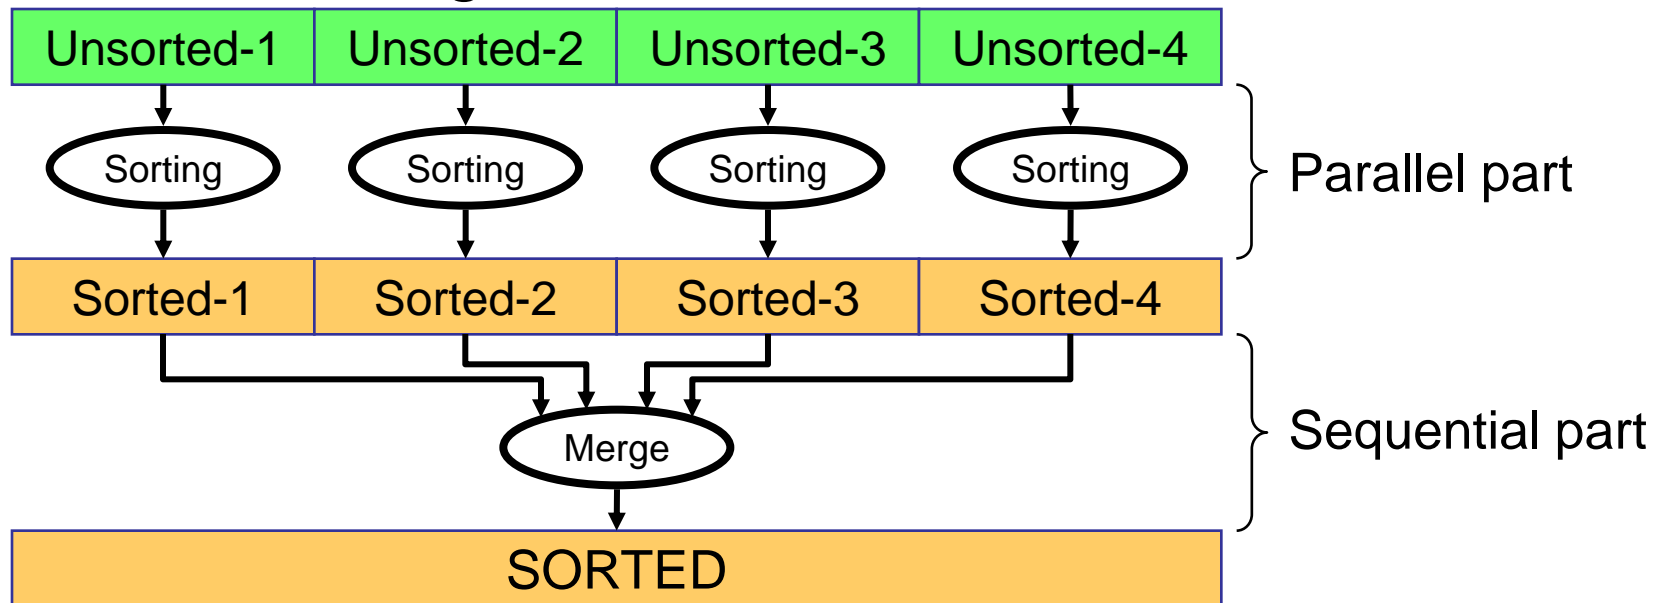 Unsorted-1 Unsorted-2 Unsorted-3 Unsorted-4
Sorting Sorting Sorting Sorting
Parallel part
Sorted-1 Sorted-2 Sorted-3 Sorted-4
Merge
Sequential part
SORTED